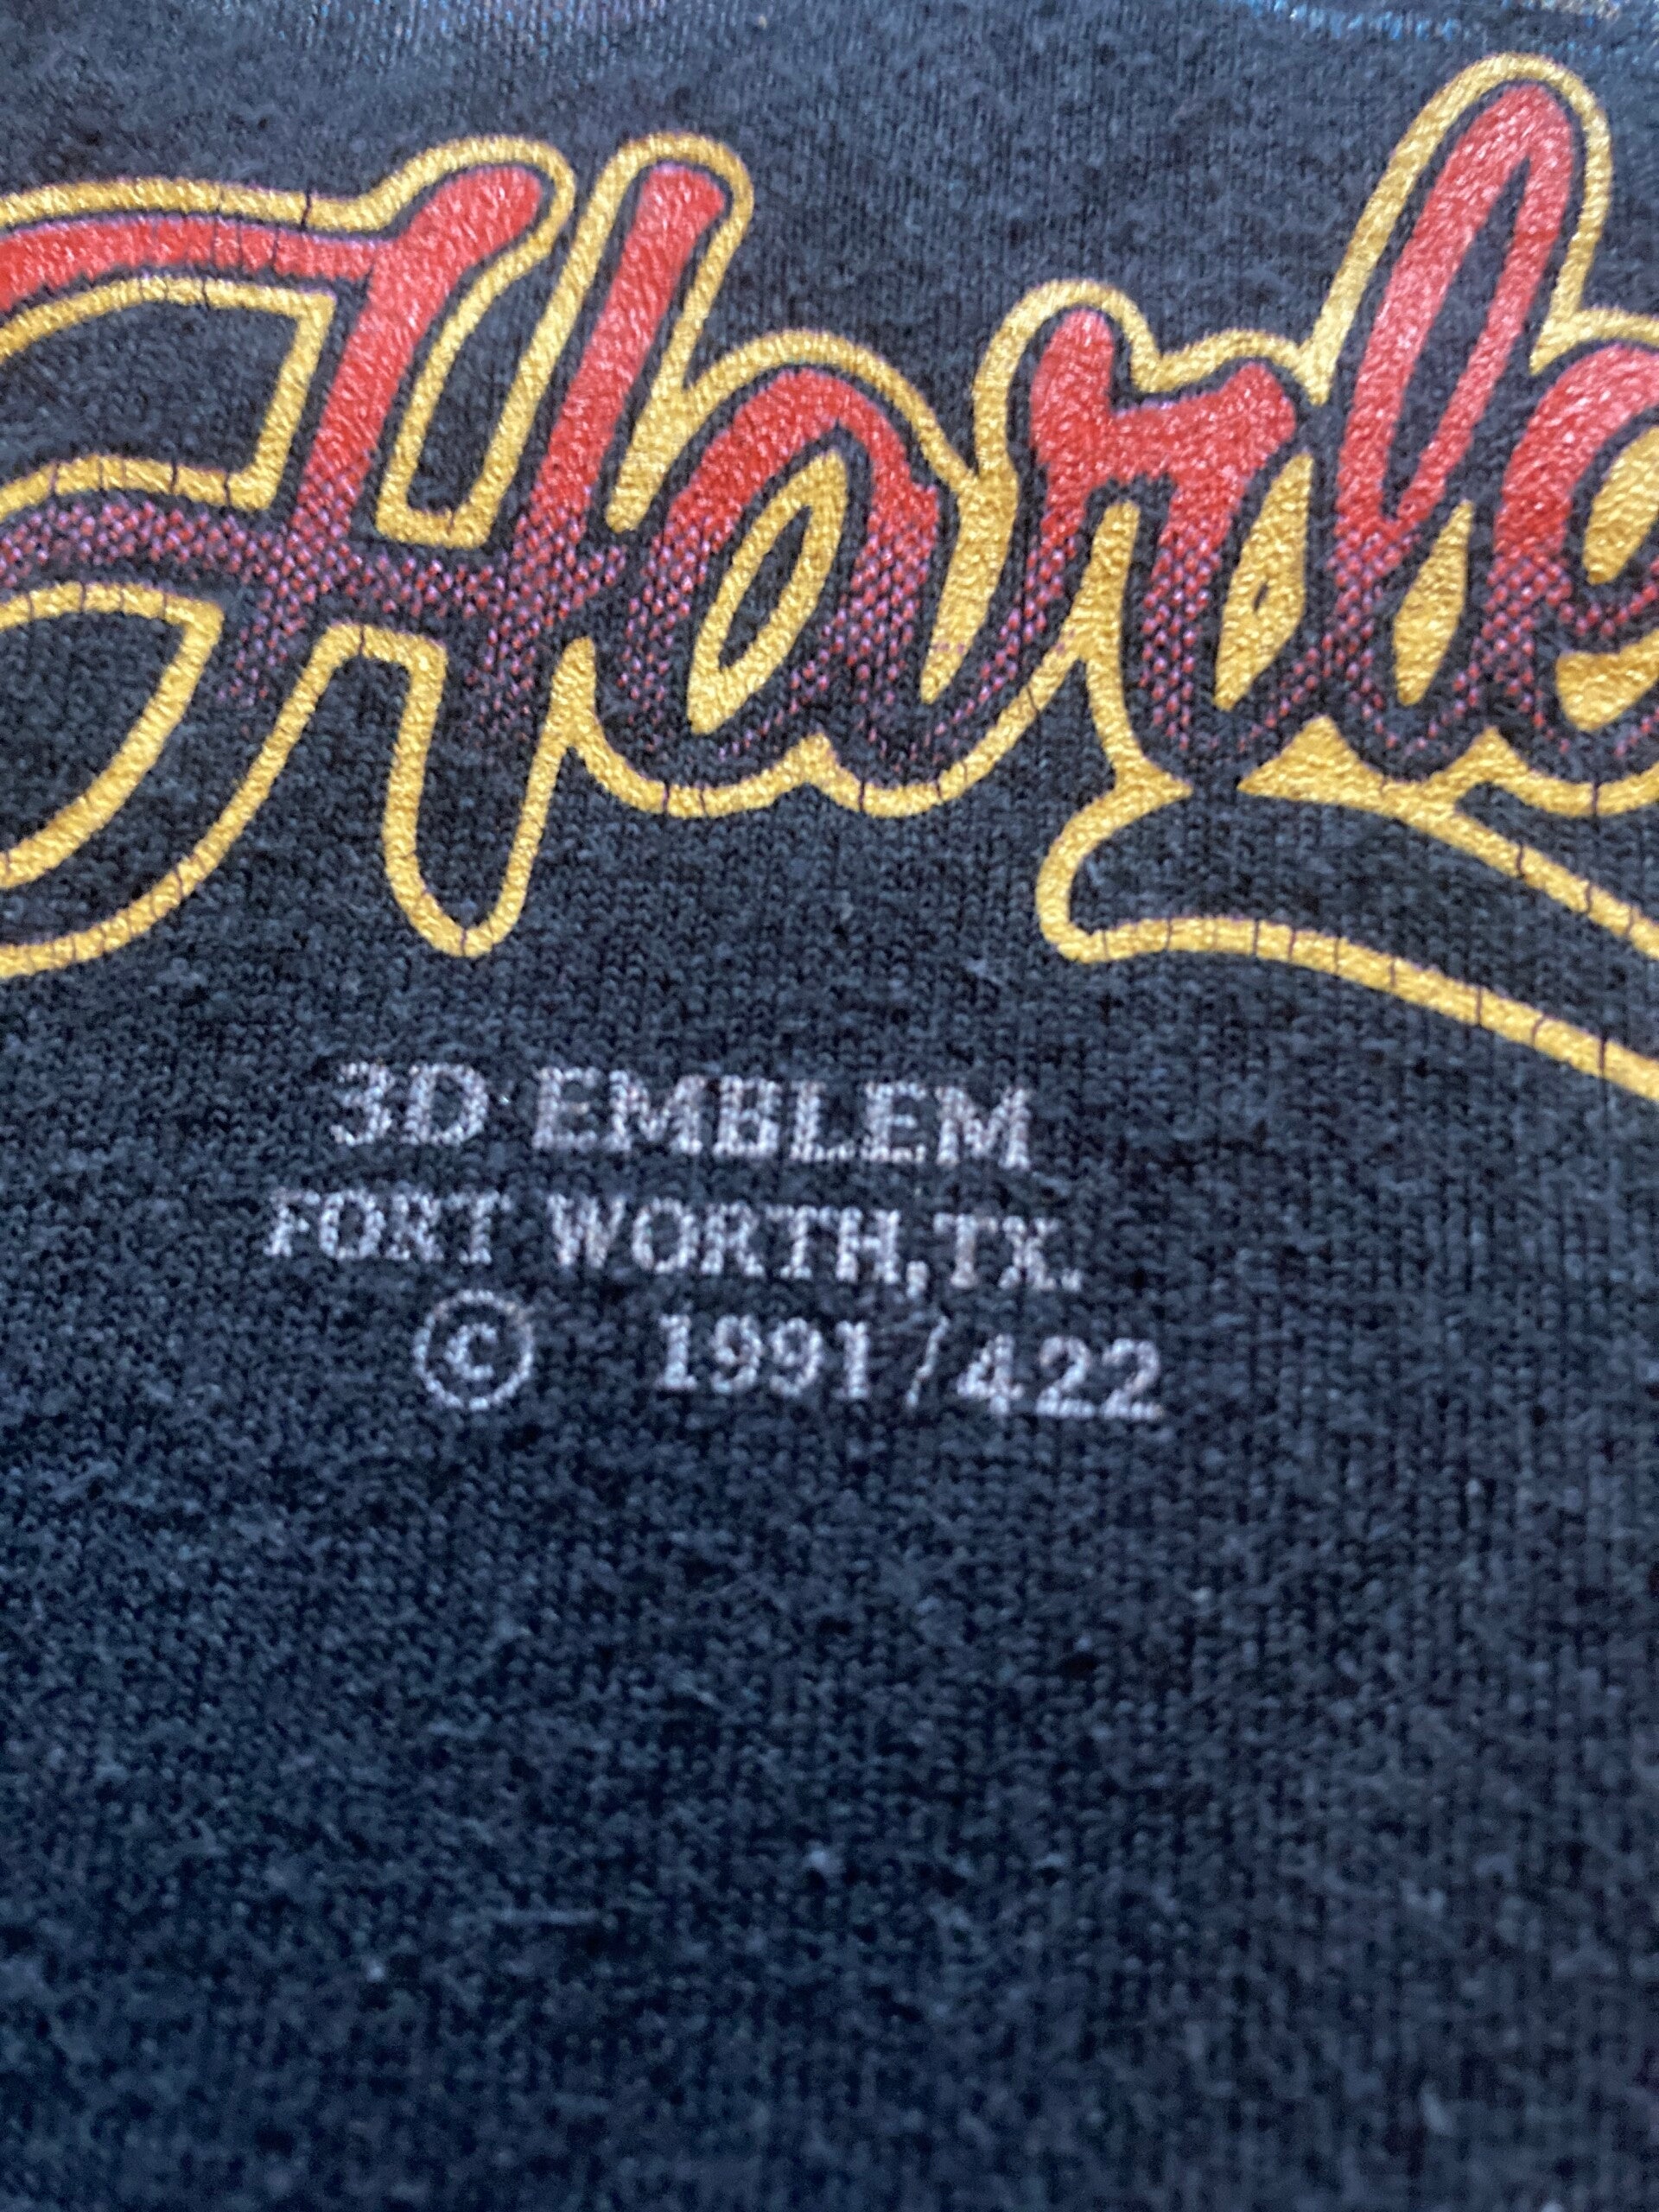 Harle
3D EMBLEM
FORT WORTH,TX.
© 1991/422